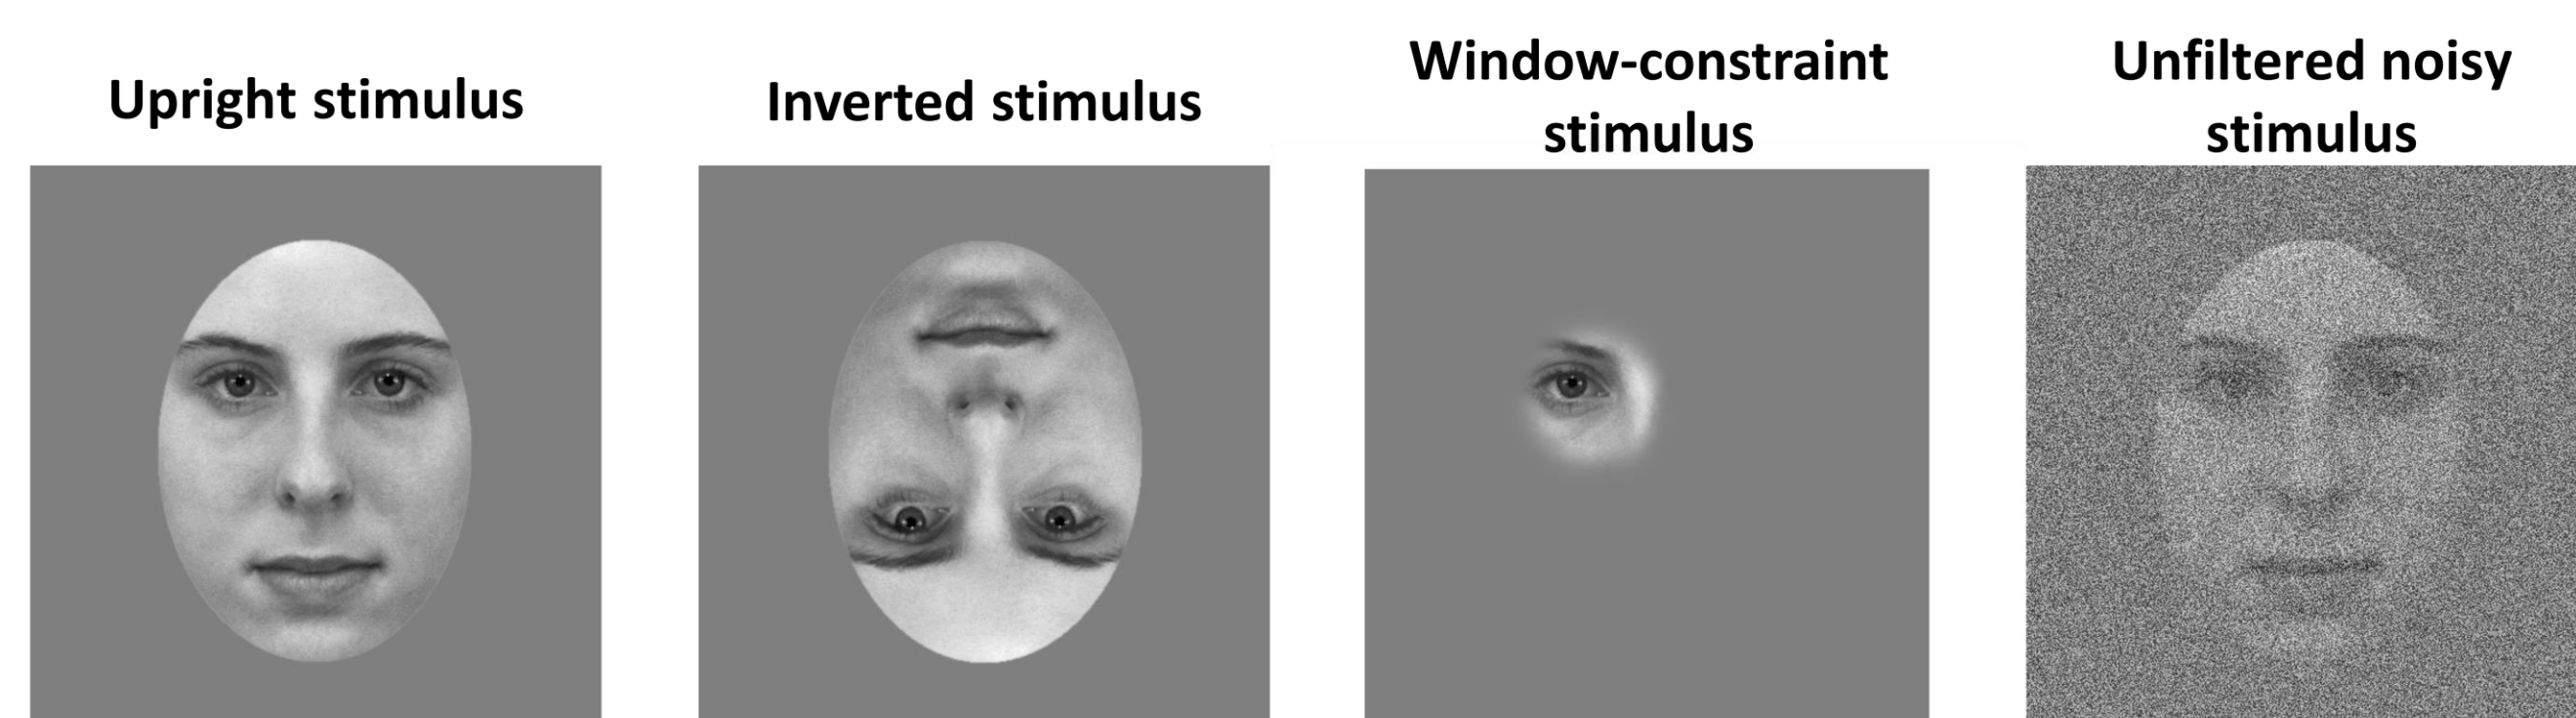 Upright stimulus
Inverted stimulus
Window-constraint
stimulus
Unfiltered noisy
stimulus